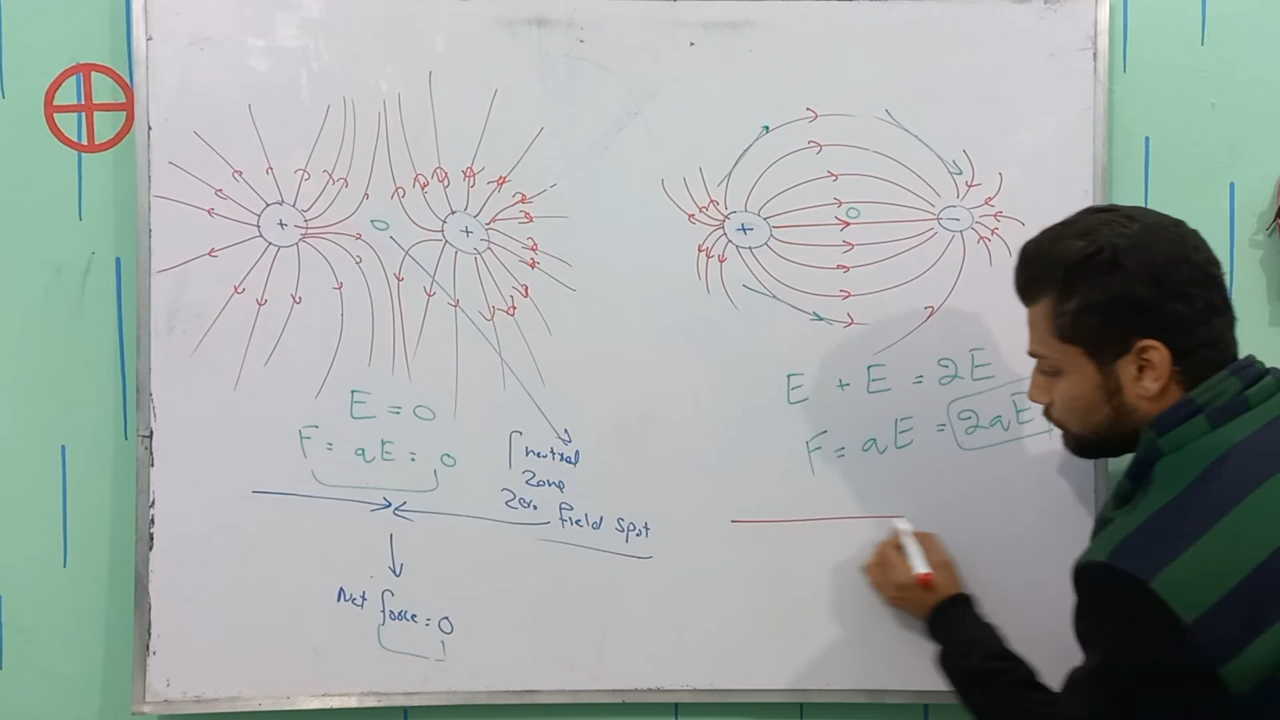 +
+
E = 0
F = qE = 0
neutral
Zone
Zero field spot
Net force = 0
+
-
E + E = 2E
F = qE = 2qE